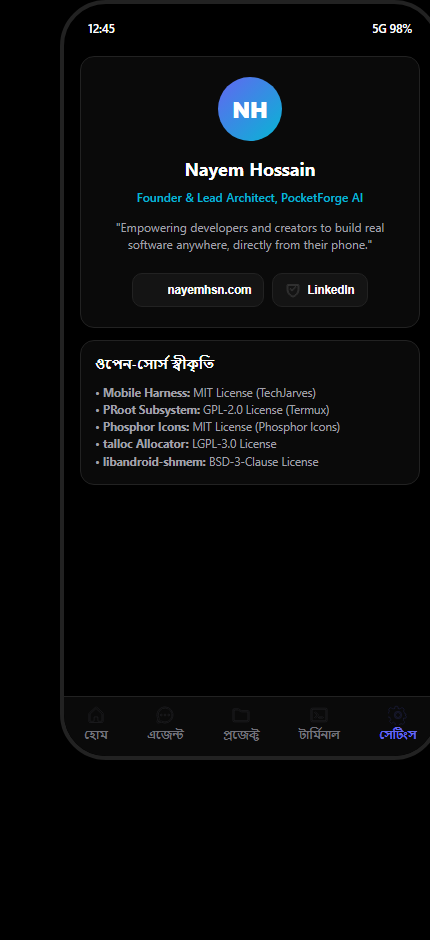 12:45 5G 98%
NH
Nayem Hossain
Founder & Lead Architect, PocketForge AI
"Empowering developers and creators to build real
software anywhere, directly from their phone."
nayemhsn.com LinkedIn
ওপেন-সোর্স স্বীকৃতি
• Mobile Harness: MIT License (TechJarves)
• PRoot Subsystem: GPL-2.0 License (Termux)
• Phosphor Icons: MIT License (Phosphor Icons)
• talloc Allocator: LGPL-3.0 License
• libandroid-shmem: BSD-3-Clause License
হোম এজেন্ট প্রজেক্ট টার্মিনাল সেটিংস